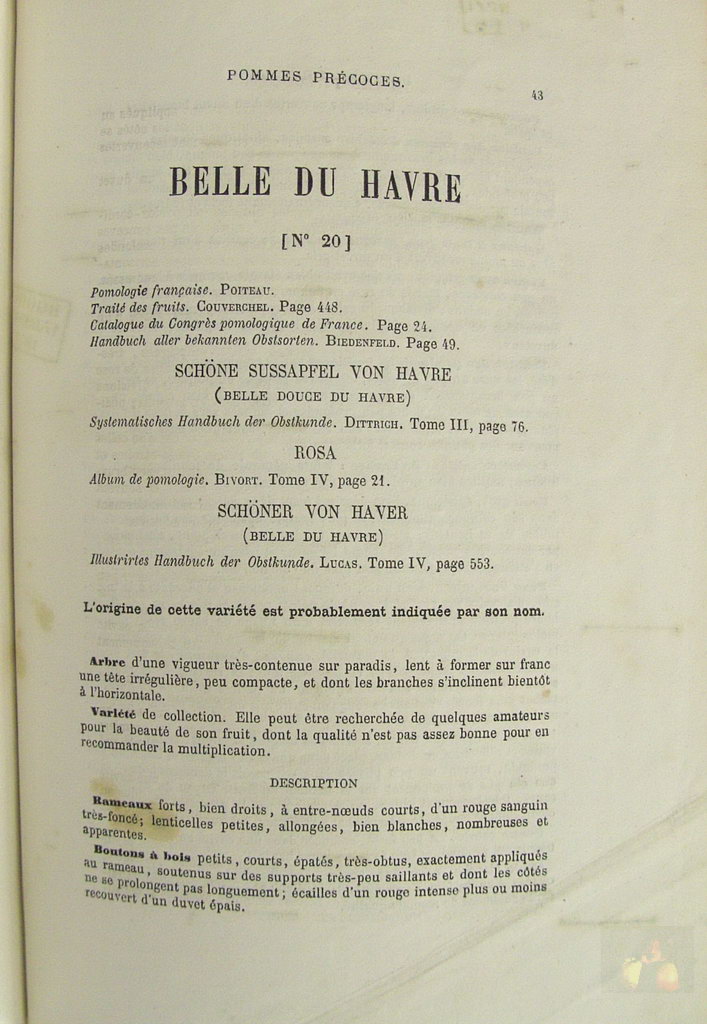 POMMES PRÉCOCES.
43
BELLE DU HAVRE
[N° 20]
Pomologie française. POITEAU.
Traité des fruits. COUVERCHEL. Page 448.
Catalogue du Congrès pomologique de France. Page 24.
Handbuch aller bekannten Obstsorten. BIEDENFELD. Page 49.
SCHÖNE SUSSAPFEL VON HAVRE
(BELLE DOUCE DU HAVRE)
Systematisches Handbuch der Obstkunde. DITTRICH. Tome III, page 76.
ROSA
Album de pomologie. BIVORT. Tome IV, page 21.
SCHÖNER VON HAVER
(BELLE DU HAVRE)
Illustrirtes Handbuch der Obstkunde. LUCAS. Tome IV, page 553.
L'origine de cette variété est probablement indiquée par son nom.
Arbre d'une vigueur très-contenue sur paradis, lent à former sur franc
une tête irrégulière, peu compacte, et dont les branches s'inclinent bientôt
à l'horizontale.
Variété de collection. Elle peut être recherchée de quelques amateurs
pour la beauté de son fruit, dont la qualité n'est pas assez bonne pour en
recommander la multiplication.
DESCRIPTION
Rameaux forts, bien droits, à entre-nœuds courts, d'un rouge sanguin
très-foncé; lenticelles petites, allongées, bien blanches, nombreuses et
apparentes.
Boutons à bois petits, courts, épatés, très-obtus, exactement appliqués
au rameau, soutenus sur des supports très-peu saillants et dont les côtés
ne se prolongent pas longuement; écailles d'un rouge intense plus ou moins
recouvert d'un duvet épais.